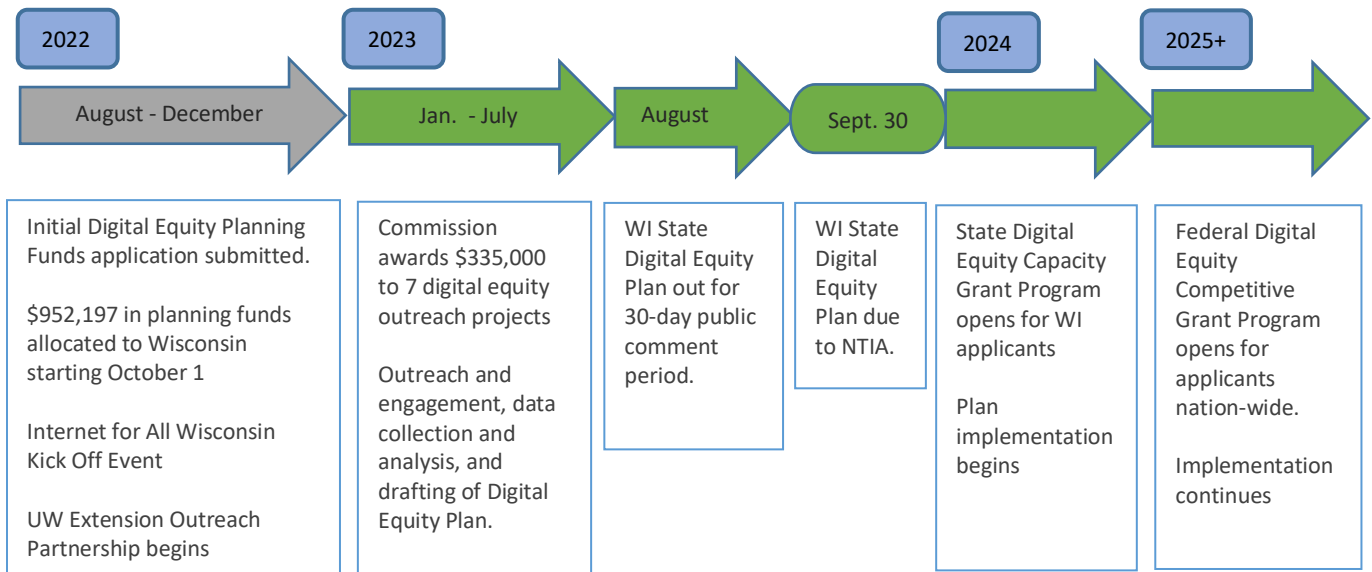 2022
2023
2024
2025+
August - December
Jan. - July
August
Sept. 30
Initial Digital Equity Planning
Funds application submitted.
$952,197 in planning funds
allocated to Wisconsin
starting October 1
Internet for All Wisconsin
Kick Off Event
UW Extension Outreach
Partnership begins
Commission
awards $335,000
to 7 digital equity
outreach projects
Outreach and
engagement, data
collection and
analysis, and
drafting of Digital
Equity Plan.
WI State
Digital Equity
Plan out for
30-day public
comment
period.
WI State
Digital
Equity
Plan due
to NTIA.
State Digital
Equity Capacity
Grant Program
opens for WI
applicants
Plan
implementation
begins
Federal Digital
Equity
Competitive
Grant Program
opens for
applicants
nation-wide.
Implementation
continues